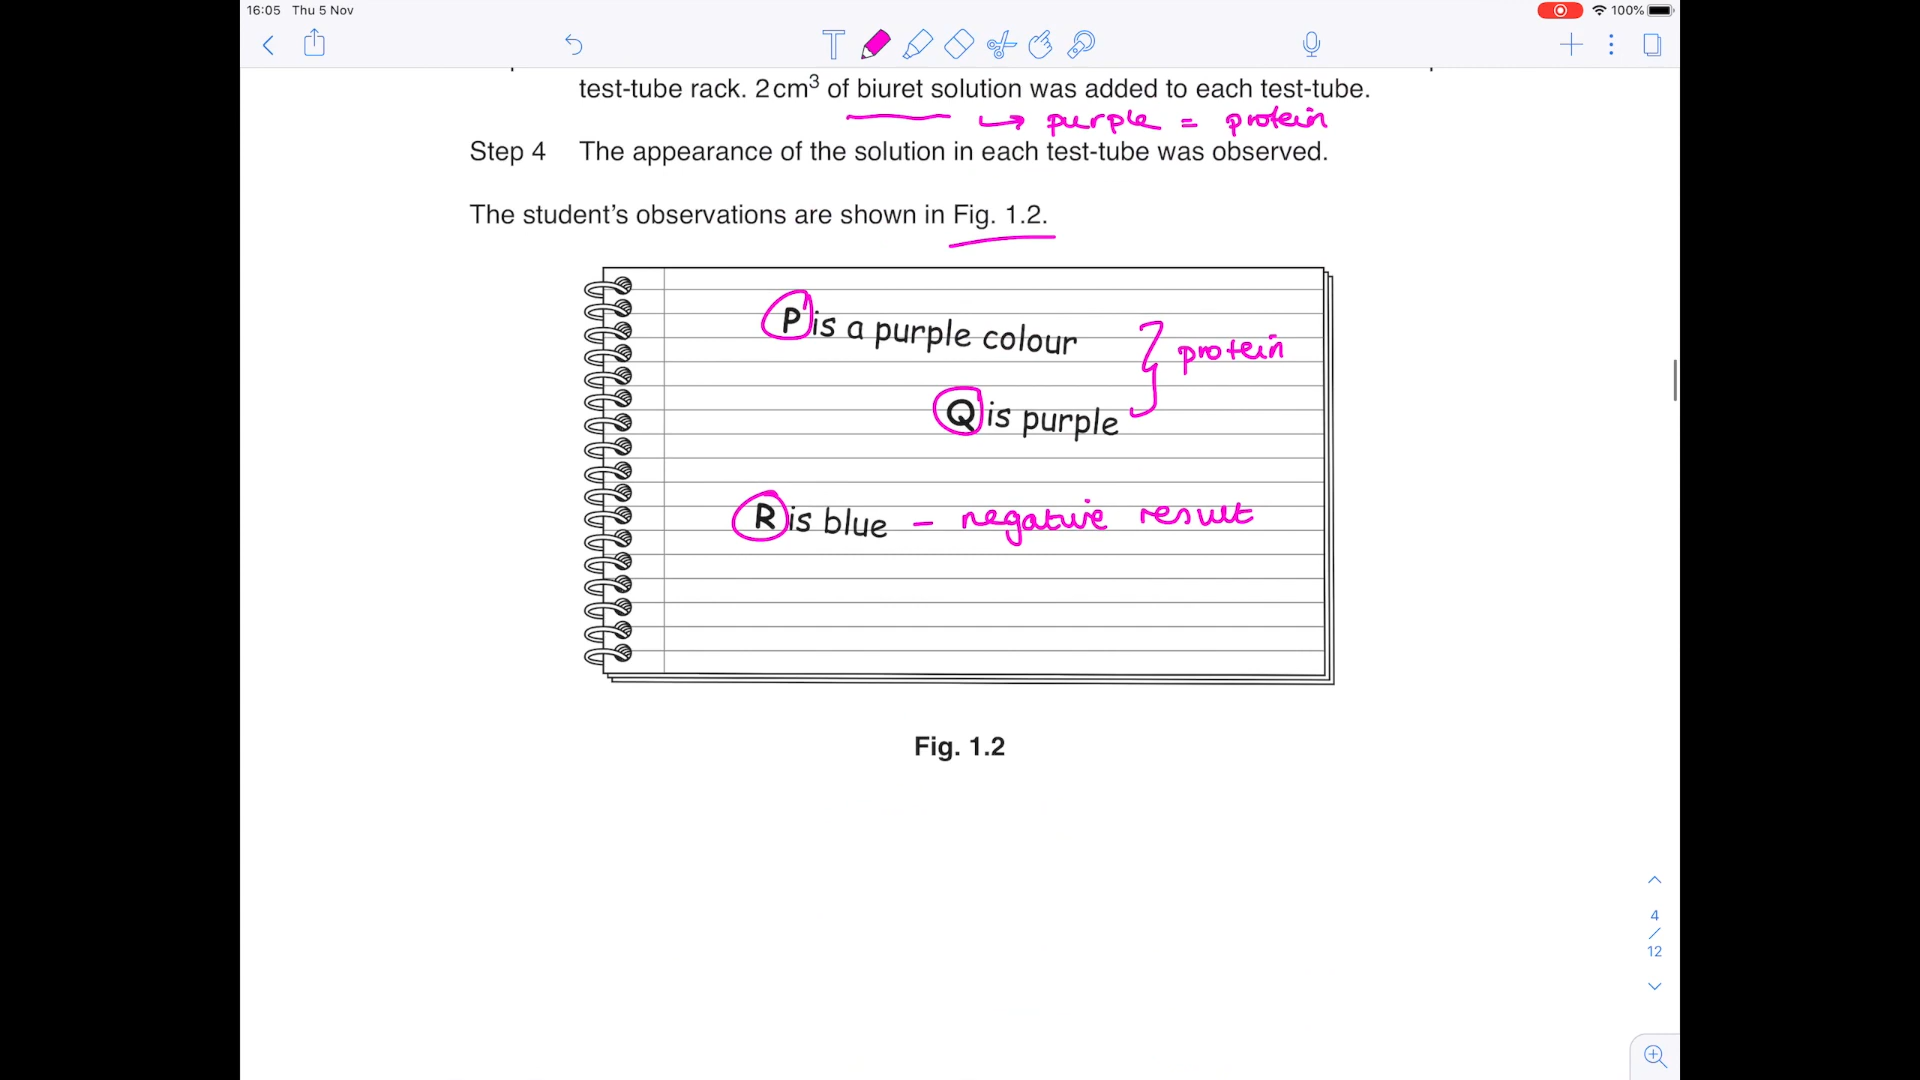 16:05 Thu 5 Nov
100%
T
test-tube rack. 2 cm³ of biuret solution was added to each test-tube.
↳ purple = protein
Step 4 The appearance of the solution in each test-tube was observed.
The student's observations are shown in Fig. 1.2.
P is a purple colour
} protein
Q is purple
R is blue – negative result
Fig. 1.2
4
/
12